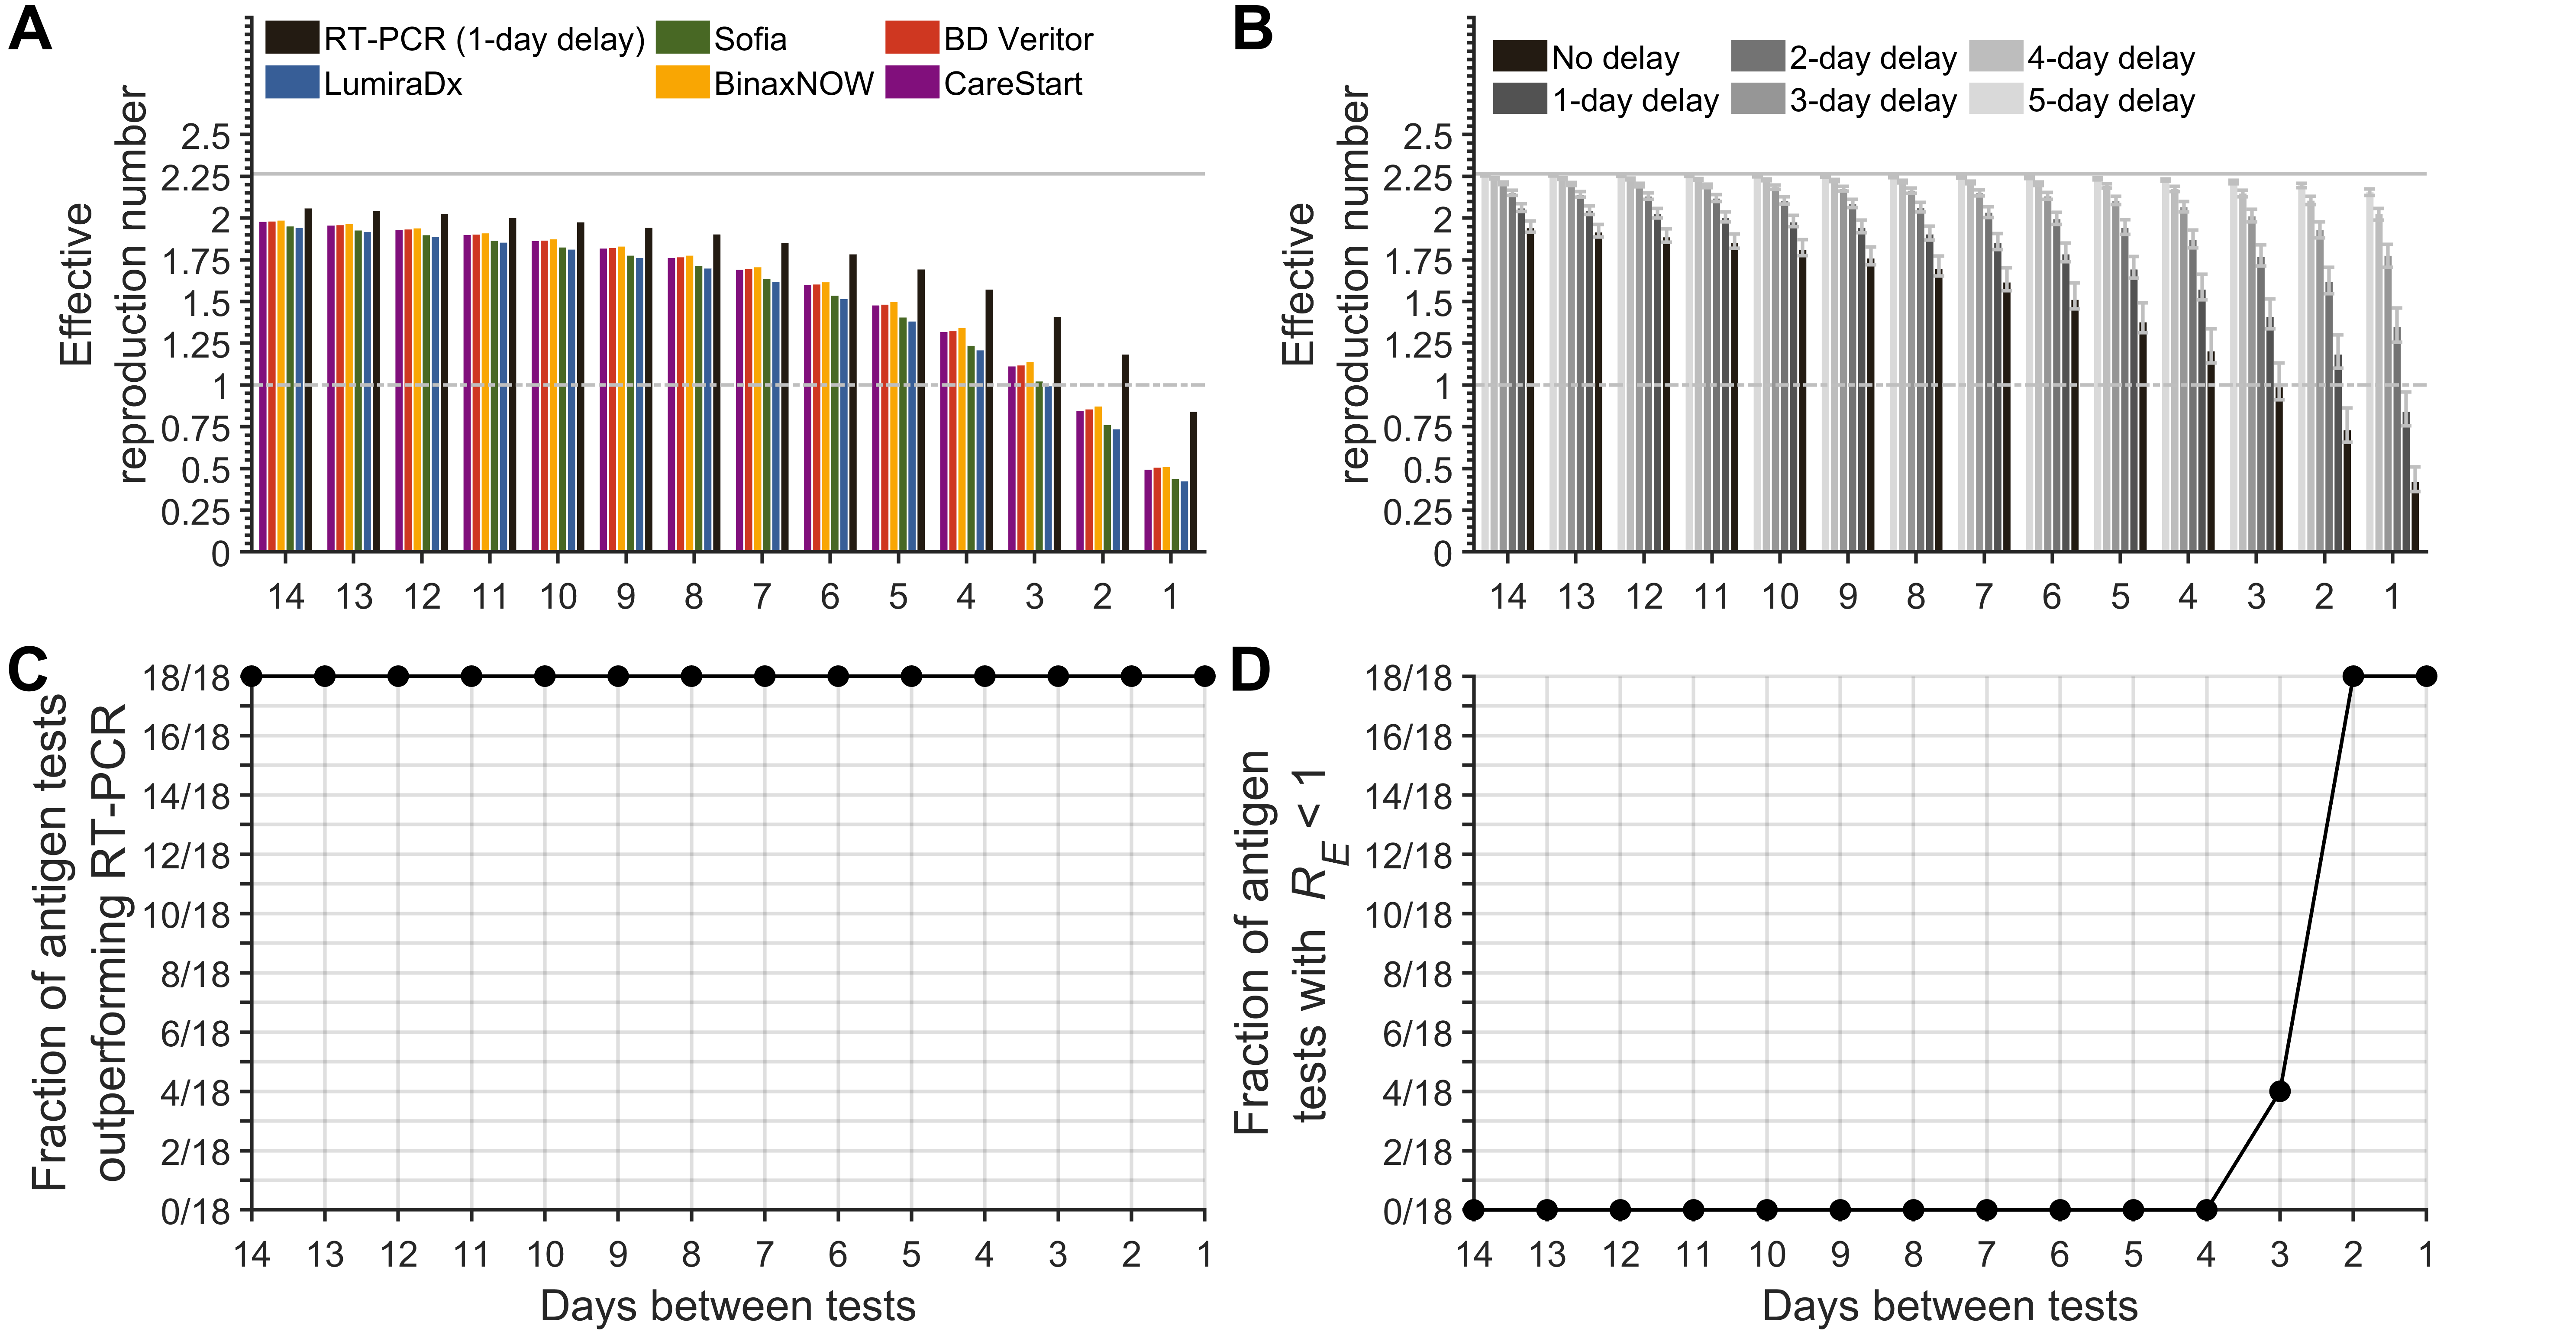 A
RT-PCR (1-day delay)
Sofia
BD Veritor
LumiraDx
BinaxNOW
CareStart
Effective
reproduction number
2.5
2.25
2
1.75
1.5
1.25
1
0.75
0.5
0.25
0
14 13 12 11 10 9 8 7 6 5 4 3 2 1
B
No delay
2-day delay
4-day delay
1-day delay
3-day delay
5-day delay
Effective
reproduction number
2.5
2.25
2
1.75
1.5
1.25
1
0.75
0.5
0.25
0
14 13 12 11 10 9 8 7 6 5 4 3 2 1
C
Fraction of antigen tests
outperforming RT-PCR
18/18
16/18
14/18
12/18
10/18
8/18
6/18
4/18
2/18
0/18
14 13 12 11 10 9 8 7 6 5 4 3 2 1
Days between tests
D
Fraction of antigen
tests with R_E < 1
18/18
16/18
14/18
12/18
10/18
8/18
6/18
4/18
2/18
0/18
14 13 12 11 10 9 8 7 6 5 4 3 2 1
Days between tests